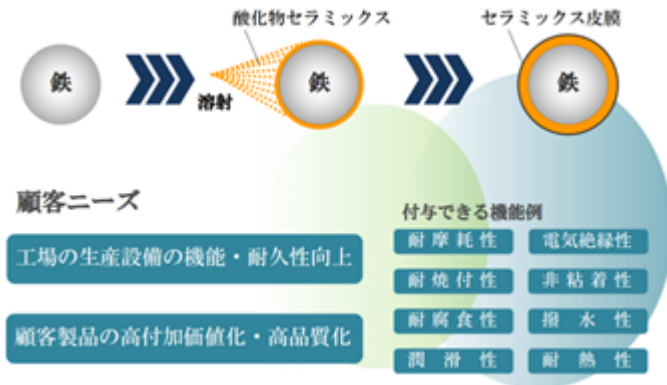 酸化物セラミックス
セラミックス皮膜
鉄
鉄
鉄
溶射
顧客ニーズ
工場の生産設備の機能・耐久性向上
顧客製品の高付加価値化・高品質化
付与できる機能例
耐摩耗性
電気絶縁性
耐焼付性
非粘着性
耐腐食性
撥水性
潤滑性
耐熱性